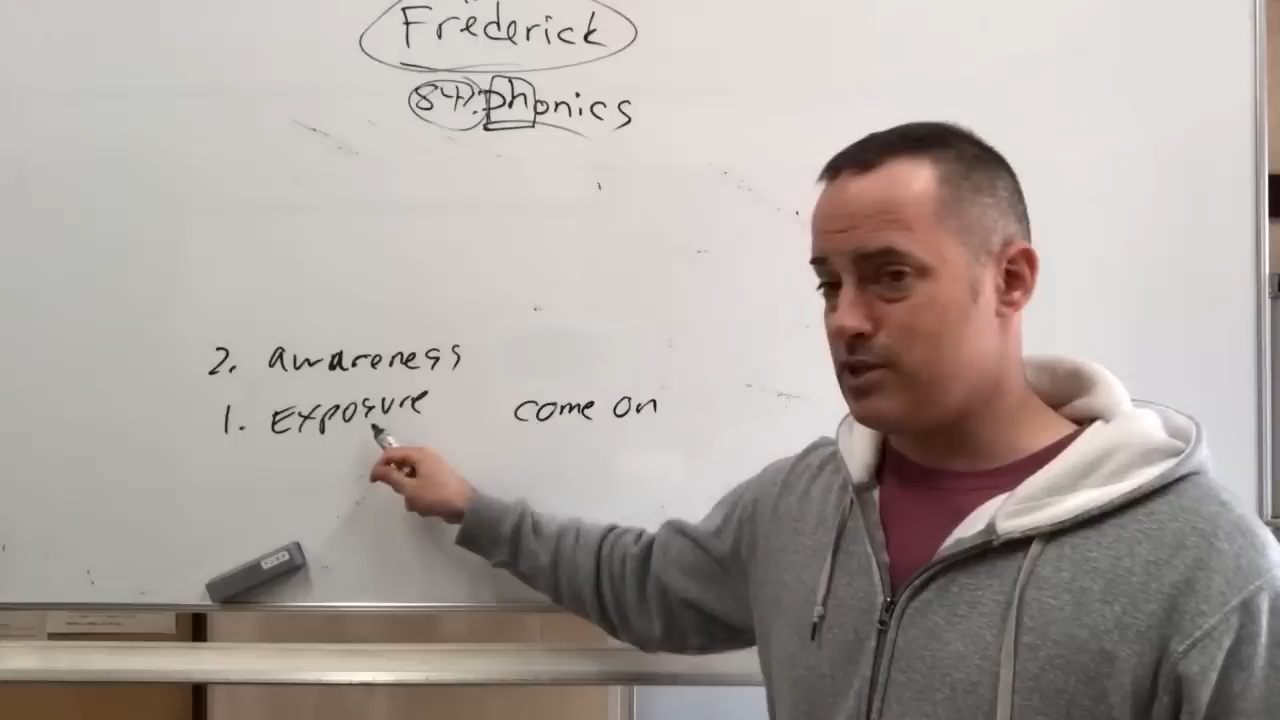 Frederick
84% phonics
2. awareness
1. Exposure come on